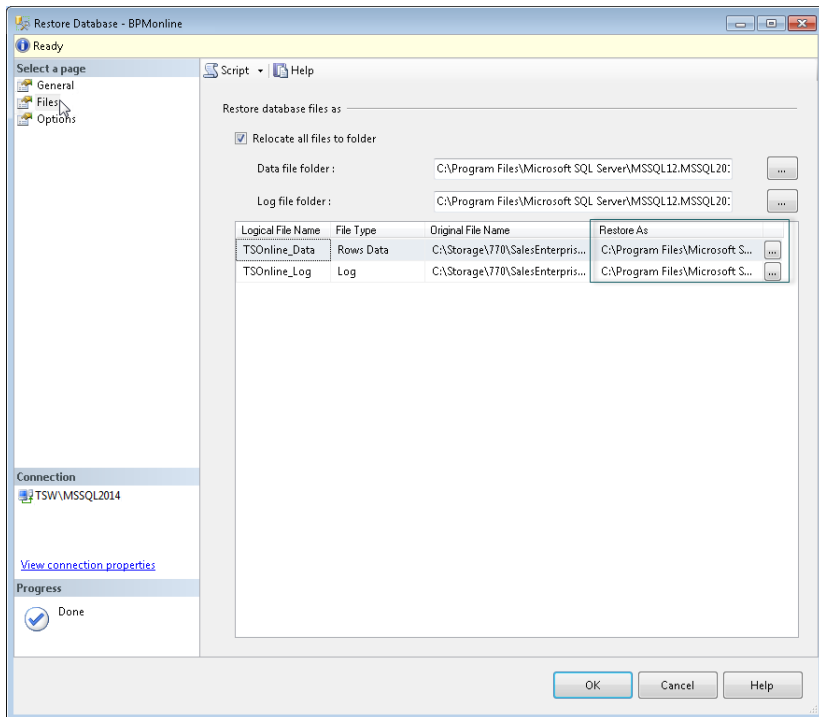 Restore Database - BPMonline
Ready
Select a page
General
Files
Options
Script Help
Restore database files as
Relocate all files to folder
Data file folder : C:\Program Files\Microsoft SQL Server\MSSQL12.MSSQL20: ...
Log file folder : C:\Program Files\Microsoft SQL Server\MSSQL12.MSSQL20: ...
Logical File Name File Type Original File Name Restore As
TSOnline_Data Rows Data C:\Storage\770\SalesEnterpris... C:\Program Files\Microsoft S... ...
TSOnline_Log Log C:\Storage\770\SalesEnterpris... C:\Program Files\Microsoft S... ...
Connection
TSW\MSSQL2014
View connection properties
Progress
Done
OK Cancel Help